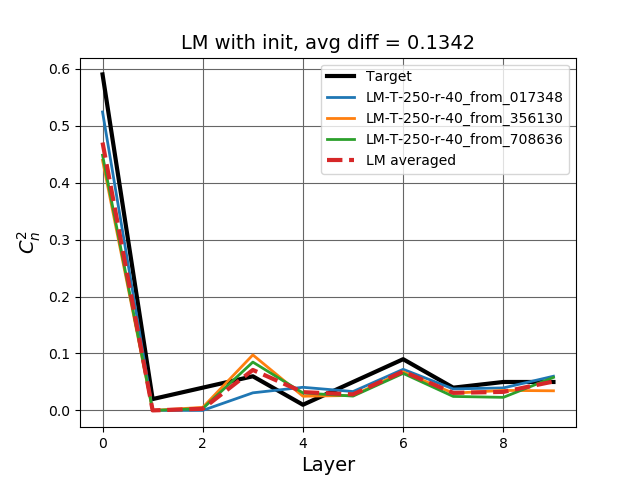 LM with init, avg diff = 0.1342
0.6
0.5
0.4
0.3
0.2
0.1
0.0
$C_n^2$
Target
LM-T-250-r-40_from_017348
LM-T-250-r-40_from_356130
LM-T-250-r-40_from_708636
LM averaged
0 2 4 6 8
Layer